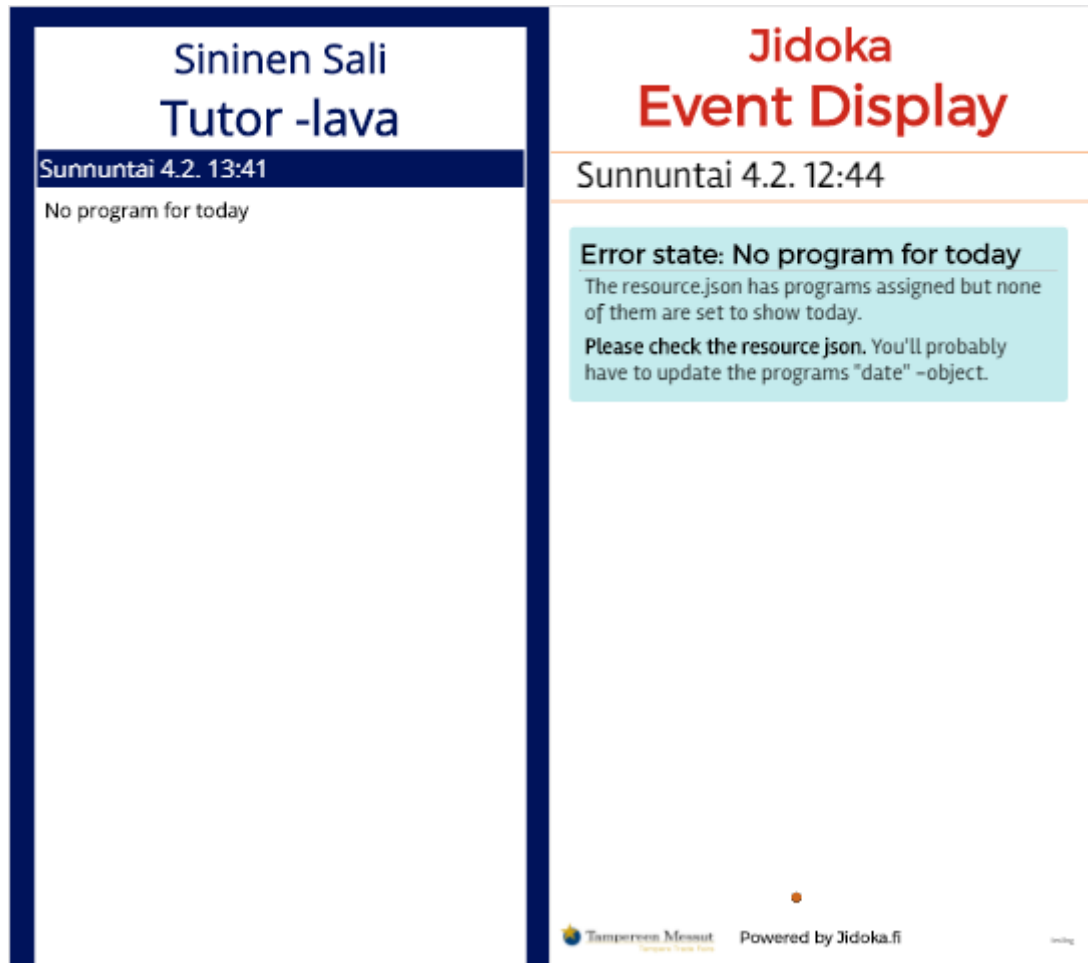 Sininen Sali
Tutor -lava
Sunnuntai 4.2. 13:41
No program for today
Jidoka
Event Display
Sunnuntai 4.2. 12:44
Error state: No program for today
The resource.json has programs assigned but none
of them are set to show today.
Please check the resource json. You'll probably
have to update the programs "date" –object.
Tampereen Messut
Tampere Trade Fairs
Powered by Jidoka.fi